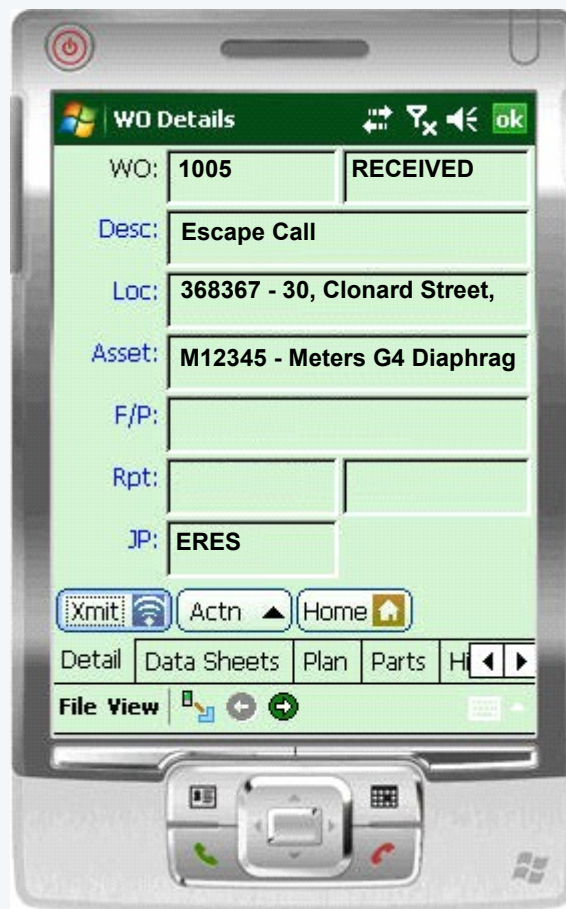 WO Details ok
WO: 1005 RECEIVED
Desc: Escape Call
Loc: 368367 - 30, Clonard Street,
Asset: M12345 - Meters G4 Diaphrag
F/P:
Rpt:
JP: ERES
Xmit Actn Home
Detail Data Sheets Plan Parts Hi
File View